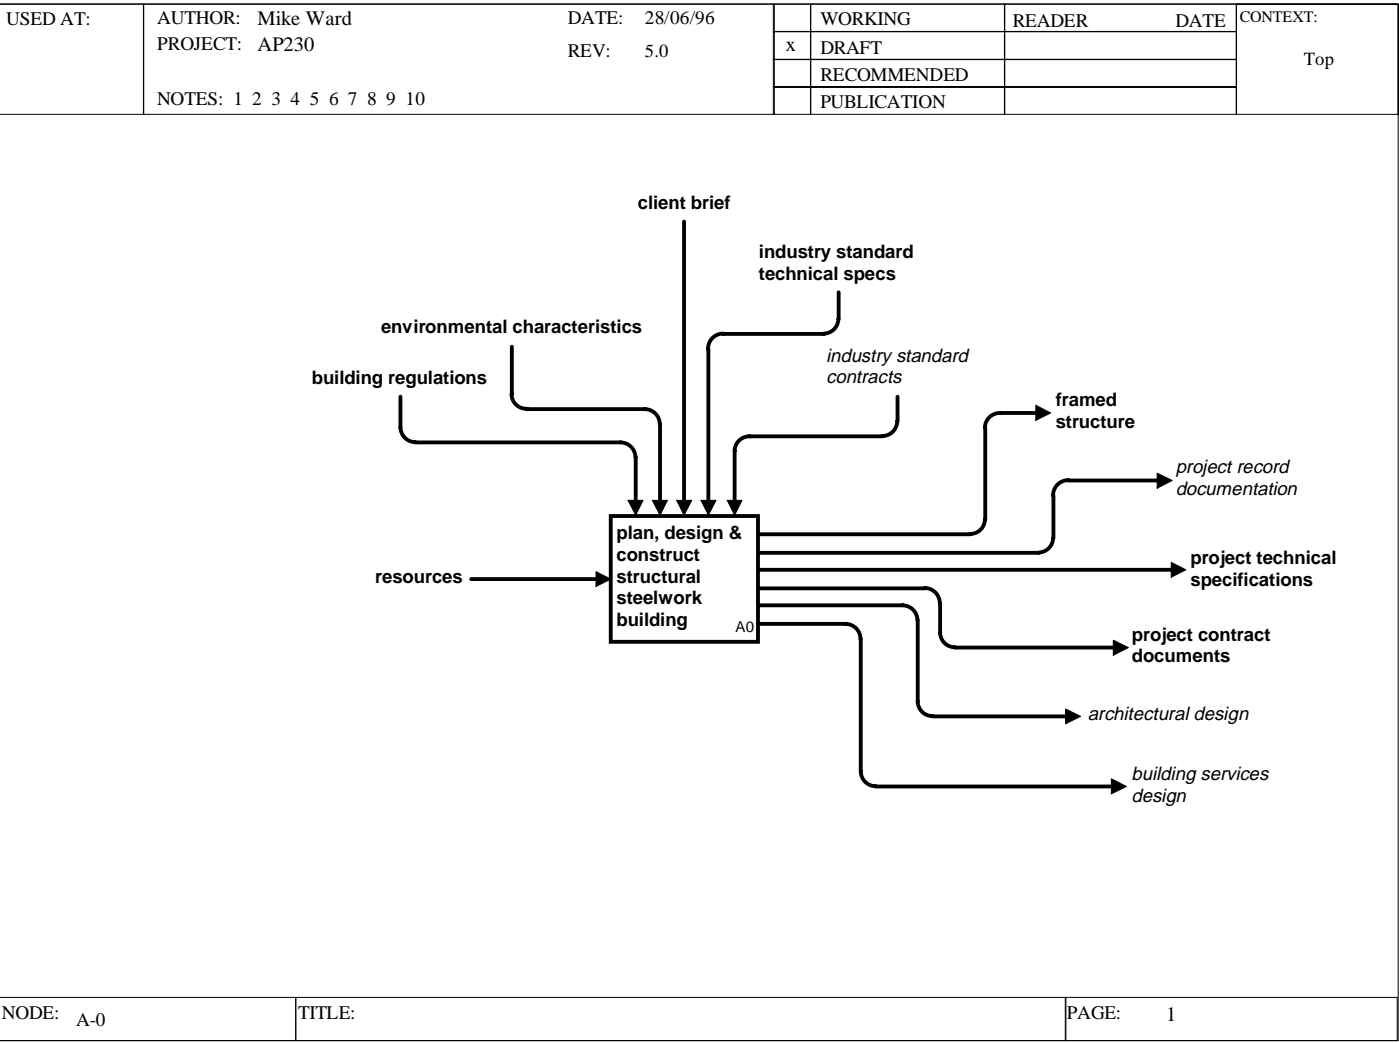 USED AT:
AUTHOR: Mike Ward
DATE: 28/06/96
PROJECT: AP230
REV: 5.0
NOTES: 1 2 3 4 5 6 7 8 9 10
WORKING
x DRAFT
RECOMMENDED
PUBLICATION
READER DATE
CONTEXT:
Top
client brief
industry standard
technical specs
environmental characteristics
industry standard
contracts
building regulations
framed
structure
project record
documentation
plan, design &
construct
structural
steelwork
building
A0
resources
project technical
specifications
project contract
documents
architectural design
building services
design
NODE: A-0
TITLE:
PAGE: 1